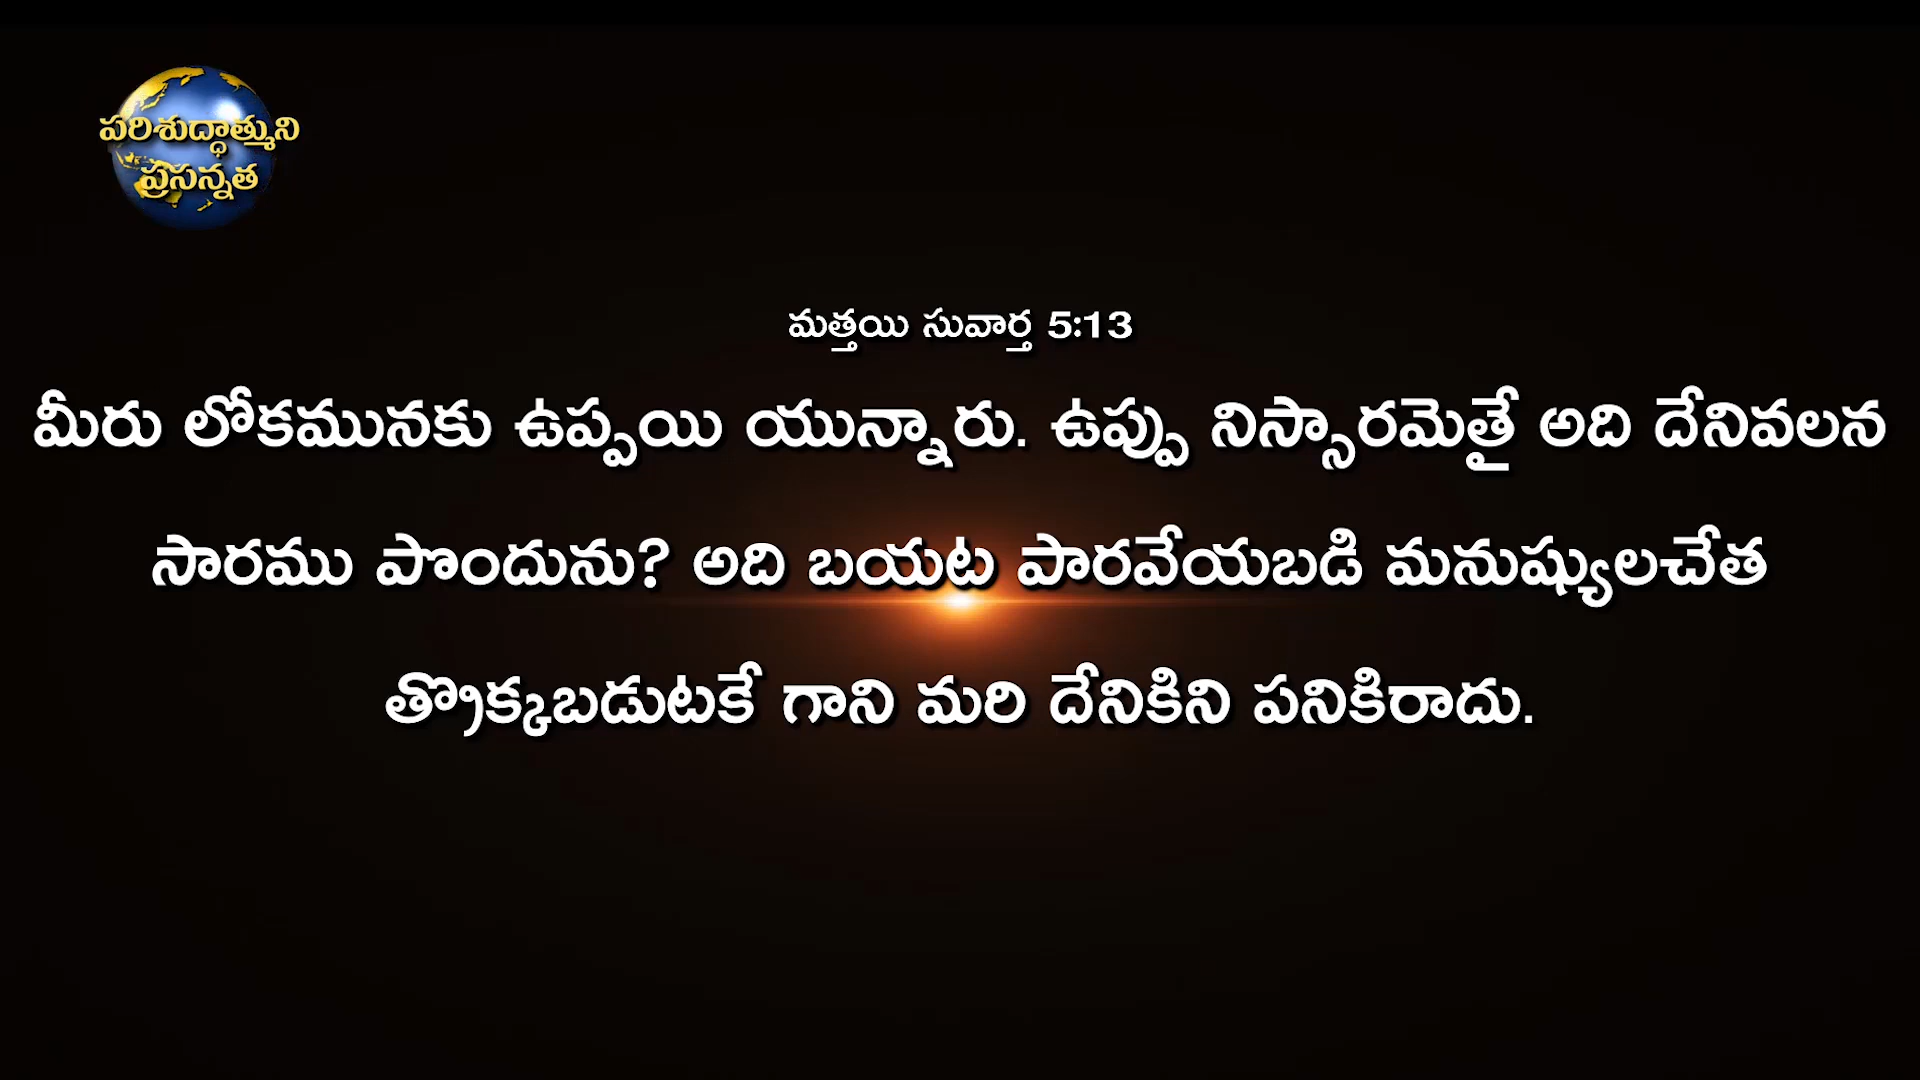 పరిశుద్ధాత్ముని
ప్రసన్నత
మత్తయి సువార్త 5:13
మీరు లోకమునకు ఉప్పయి యున్నారు. ఉప్పు నిస్సారమెతే అది దేనివలన
సారము పొందును? అది బయట పారవేయబడి మనుష్యులచేత
త్రొక్కబడుటకే గాని మరి దేనికిని పనికిరాదు.